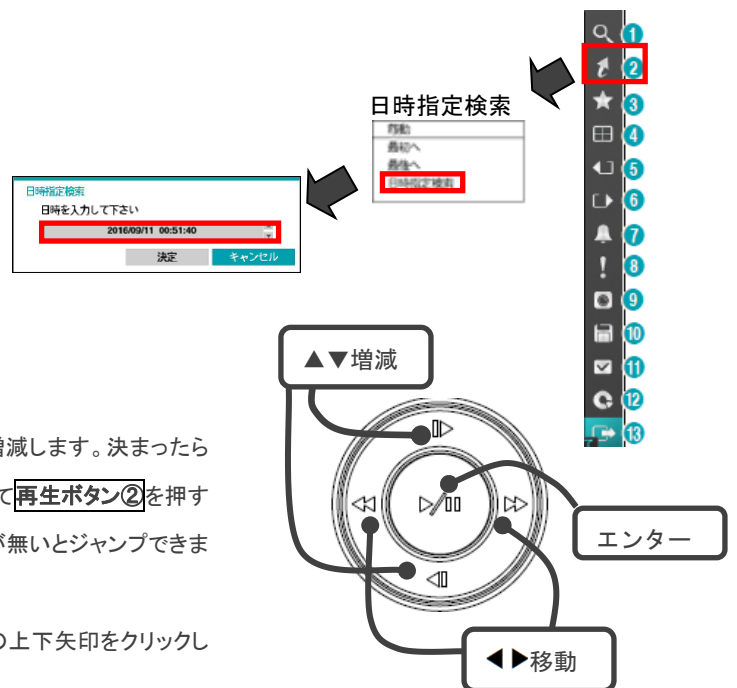 ①
②
③
④
⑤
⑥
⑦
⑧
⑨
⑩
⑪
⑫
⑬
日時指定検索
移動
最初へ
最後へ
日時指定検索
日時指定検索
日時を入力して下さい
2016/09/11 00:51:40
決定
キャンセル
▲▼増減
増減します。決まったら
て再生ボタン②を押す
が無いとジャンプできま
の上下矢印をクリックし
エンター
◀▶移動